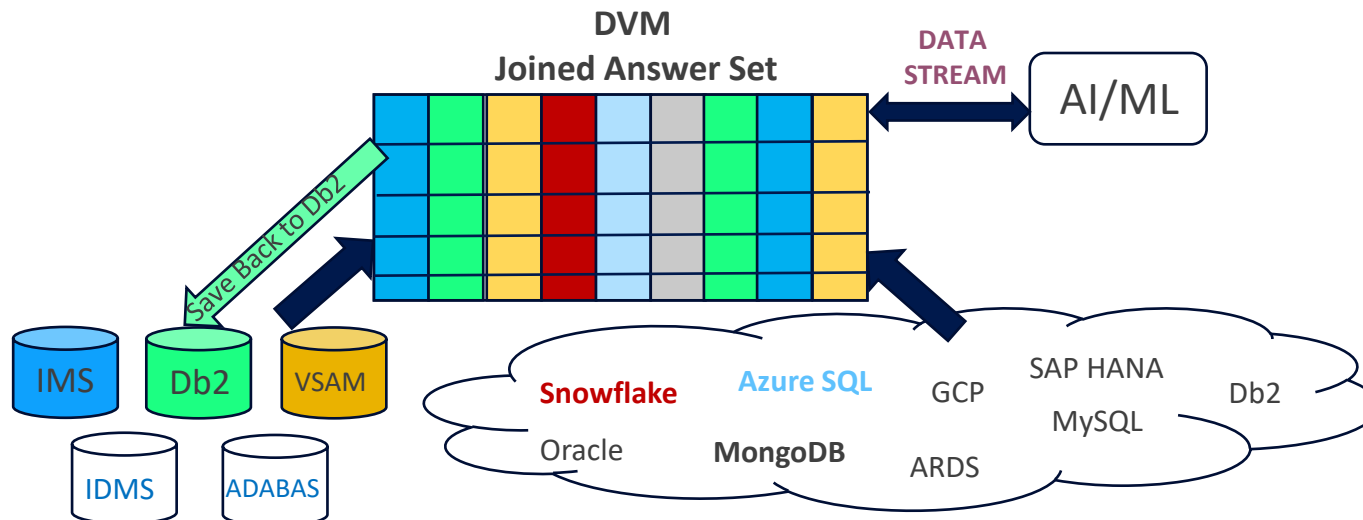 DVM
Joined Answer Set
DATA
STREAM
AI/ML
Save Back to Db2
IMS
Db2
VSAM
IDMS
ADABAS
Snowflake
Azure SQL
GCP
SAP HANA
Db2
MySQL
Oracle
MongoDB
ARDS